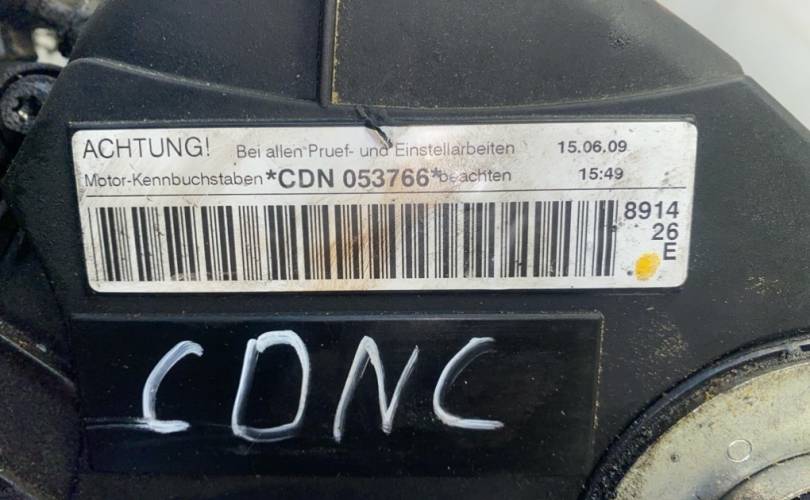 ACHTUNG! Bei allen Pruef- und Einstellarbeiten 15.06.09
Motor-Kennbuchstaben *CDN 053766* beachten 15:49
8914
26
E
CDNC